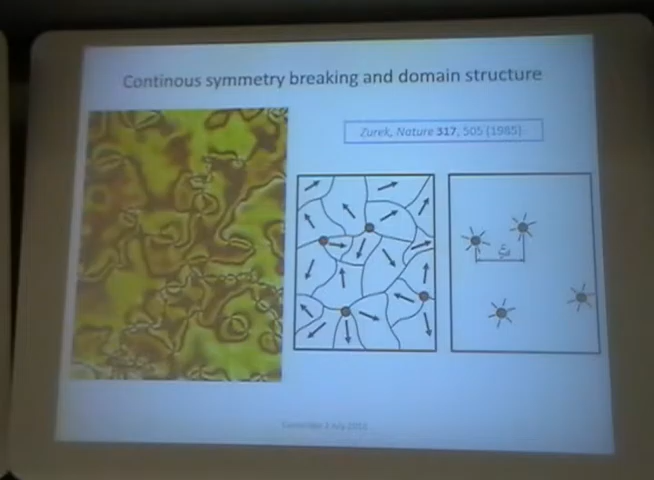 Continous symmetry breaking and domain structure
Zurek, Nature 317, 505 (1985)